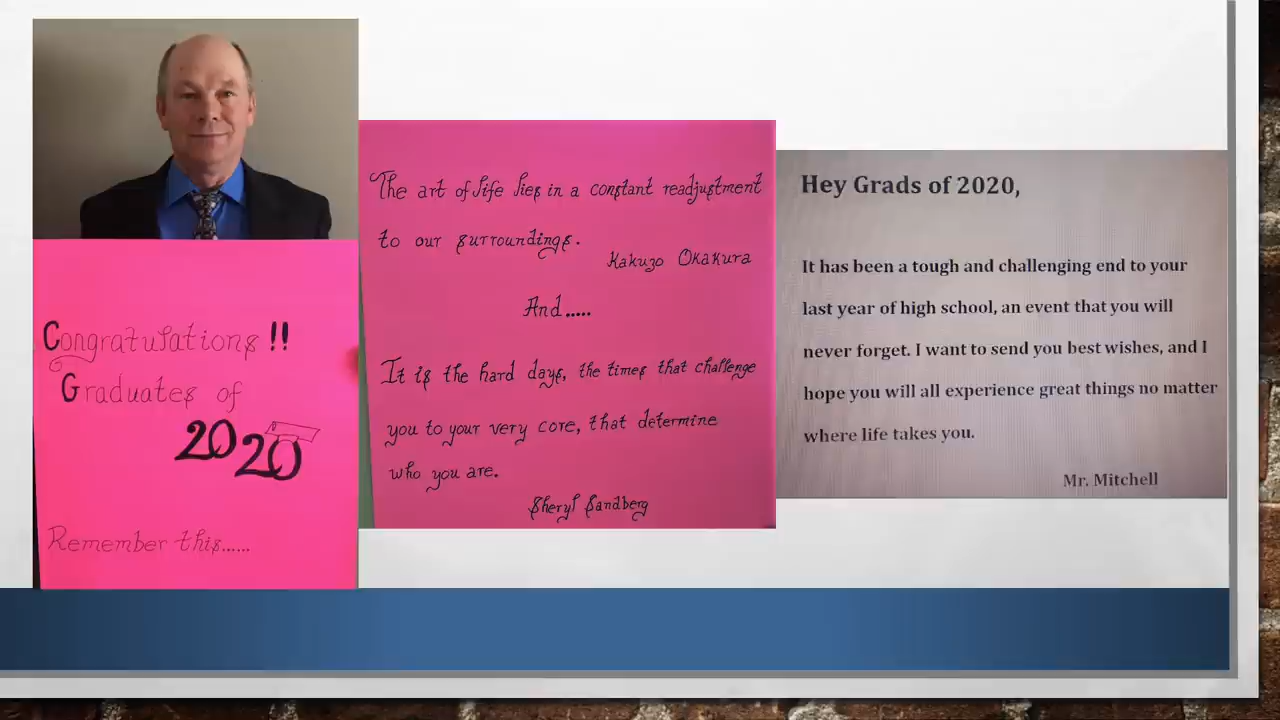 Congratulations !!
Graduates of
2020
Remember this......
The art of life lies in a constant readjustment
to our surroundings.
Kakuzo Okakura
And.....
It is the hard days, the times that challenge
you to your very core, that determine
who you are.
Sheryl Sandberg
Hey Grads of 2020,
It has been a tough and challenging end to your
last year of high school, an event that you will
never forget. I want to send you best wishes, and I
hope you will all experience great things no matter
where life takes you.
Mr. Mitchell